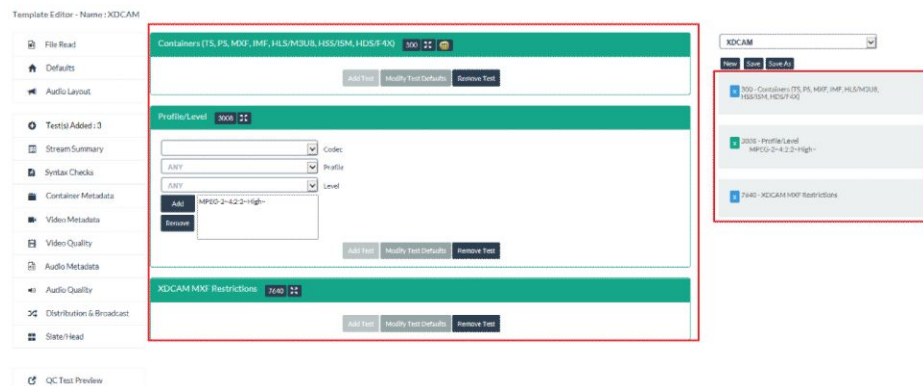 Template Editor - Name : XDCAM
File Read
Defaults
Audio Layout
Test(s) Added : 3
Stream Summary
Syntax Checks
Container Metadata
Video Metadata
Video Quality
Audio Metadata
Audio Quality
Distribution & Broadcast
Slate/Head
QC Test Preview
Containers (TS, PS, MXF, IMF, HLS/M3U8, HSS/ISM, HDS/F4X) 300
Add Test Modify Test Defaults Remove Test
Profile/Level 3008
Codec
ANY Profile
ANY Level
Add MPEG-2~4:2:2~High~
Remove
Add Test Modify Test Defaults Remove Test
XDCAM MXF Restrictions 7640
Add Test Modify Test Defaults Remove Test
XDCAM
New Save Save As
x 300 - Containers (TS, PS, MXF, IMF, HLS/M3U8,
HSS/ISM, HDS/F4X)
x 3008 - Profile/Level
MPEG-2~4:2:2~High~
x 7640 - XDCAM MXF Restrictions